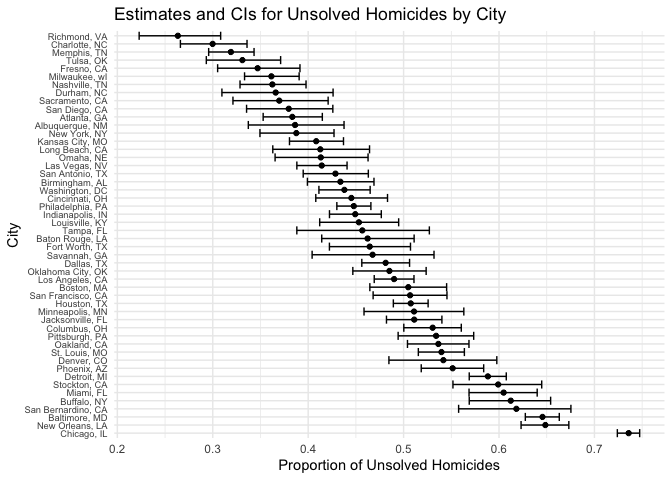 Estimates and CIs for Unsolved Homicides by City
City
Richmond, VA
Charlotte, NC
Memphis, TN
Tulsa, OK
Fresno, CA
Milwaukee, wI
Nashville, TN
Durham, NC
Sacramento, CA
San Diego, CA
Atlanta, GA
Albuquerque, NM
New York, NY
Kansas City, MO
Long Beach, CA
Omaha, NE
Las Vegas, NV
San Antonio, TX
Birmingham, AL
Washington, DC
Cincinnati, OH
Philadelphia, PA
Indianapolis, IN
Louisville, KY
Tampa, FL
Baton Rouge, LA
Fort Worth, TX
Savannah, GA
Dallas, TX
Oklahoma City, OK
Los Angeles, CA
Boston, MA
San Francisco, CA
Houston, TX
Minneapolis, MN
Jacksonville, FL
Columbus, OH
Pittsburgh, PA
Oakland, CA
St. Louis, MO
Denver, CO
Phoenix, AZ
Detroit, MI
Stockton, CA
Miami, FL
Buffalo, NY
San Bernardino, CA
Baltimore, MD
New Orleans, LA
Chicago, IL
0.2 0.3 0.4 0.5 0.6 0.7
Proportion of Unsolved Homicides